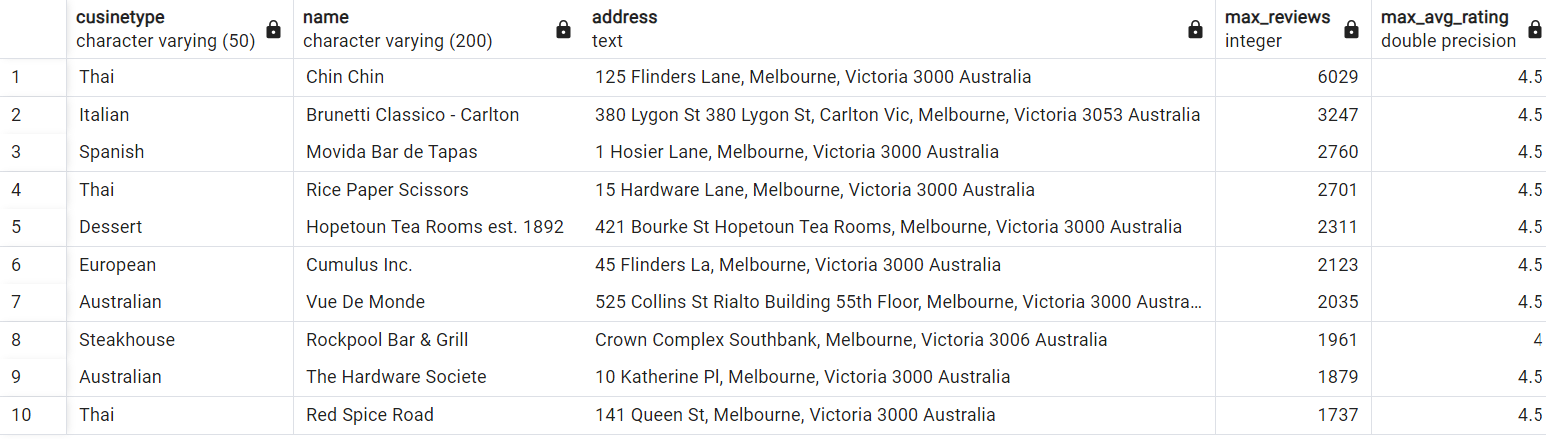 cusinetype name address max_reviews max_avg_rating
character varying (50) character varying (200) text integer double precision
1 Thai Chin Chin 125 Flinders Lane, Melbourne, Victoria 3000 Australia 6029 4.5
2 Italian Brunetti Classico - Carlton 380 Lygon St 380 Lygon St, Carlton Vic, Melbourne, Victoria 3053 Australia 3247 4.5
3 Spanish Movida Bar de Tapas 1 Hosier Lane, Melbourne, Victoria 3000 Australia 2760 4.5
4 Thai Rice Paper Scissors 15 Hardware Lane, Melbourne, Victoria 3000 Australia 2701 4.5
5 Dessert Hopetoun Tea Rooms est. 1892 421 Bourke St Hopetoun Tea Rooms, Melbourne, Victoria 3000 Australia 2311 4.5
6 European Cumulus Inc. 45 Flinders La, Melbourne, Victoria 3000 Australia 2123 4.5
7 Australian Vue De Monde 525 Collins St Rialto Building 55th Floor, Melbourne, Victoria 3000 Austra... 2035 4.5
8 Steakhouse Rockpool Bar & Grill Crown Complex Southbank, Melbourne, Victoria 3006 Australia 1961 4
9 Australian The Hardware Societe 10 Katherine Pl, Melbourne, Victoria 3000 Australia 1879 4.5
10 Thai Red Spice Road 141 Queen St, Melbourne, Victoria 3000 Australia 1737 4.5